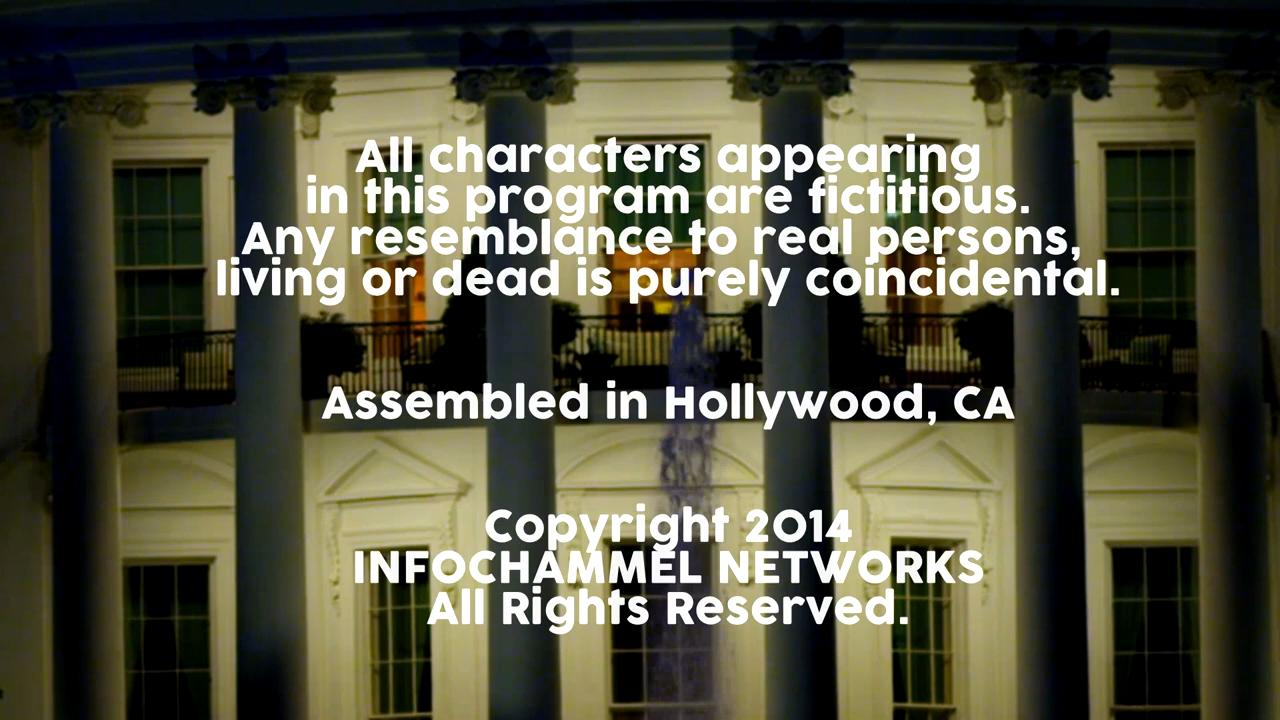 All characters appearing
in this program are fictitious.
Any resemblance to real persons,
living or dead is purely coincidental.
Assembled in Hollywood, CA
Copyright 2014
INFOCHAMMEL NETWORKS
All Rights Reserved.